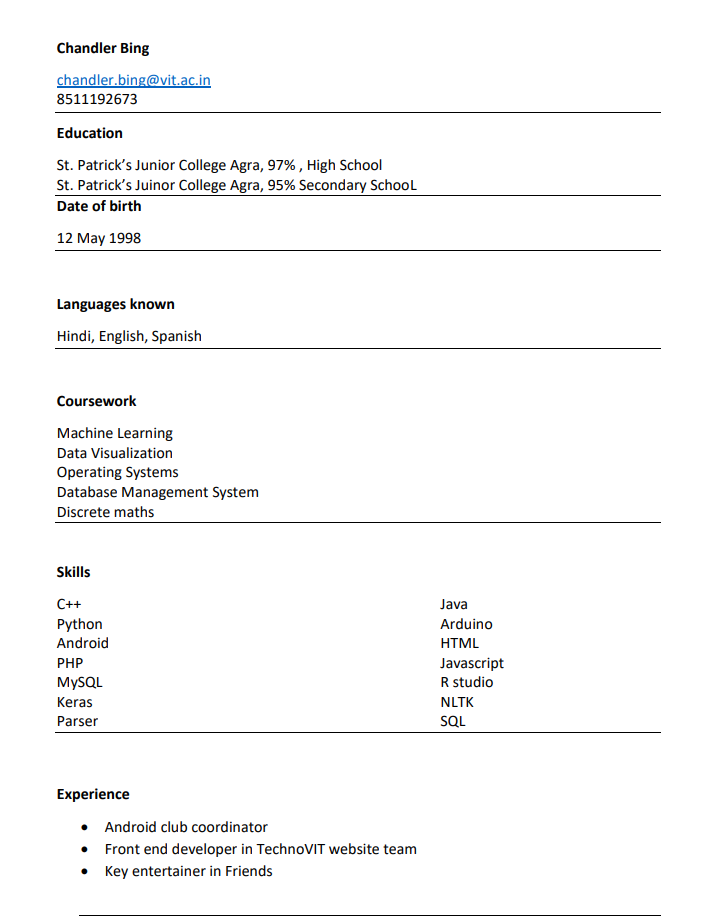 Chandler Bing
chandler.bing@vit.ac.in
8511192673
Education
St. Patrick’s Junior College Agra, 97% , High School
St. Patrick’s Juinor College Agra, 95% Secondary SchooL
Date of birth
12 May 1998
Languages known
Hindi, English, Spanish
Coursework
Machine Learning
Data Visualization
Operating Systems
Database Management System
Discrete maths
Skills
C++ Java
Python Arduino
Android HTML
PHP Javascript
MySQL R studio
Keras NLTK
Parser SQL
Experience
• Android club coordinator
• Front end developer in TechnoVIT website team
• Key entertainer in Friends